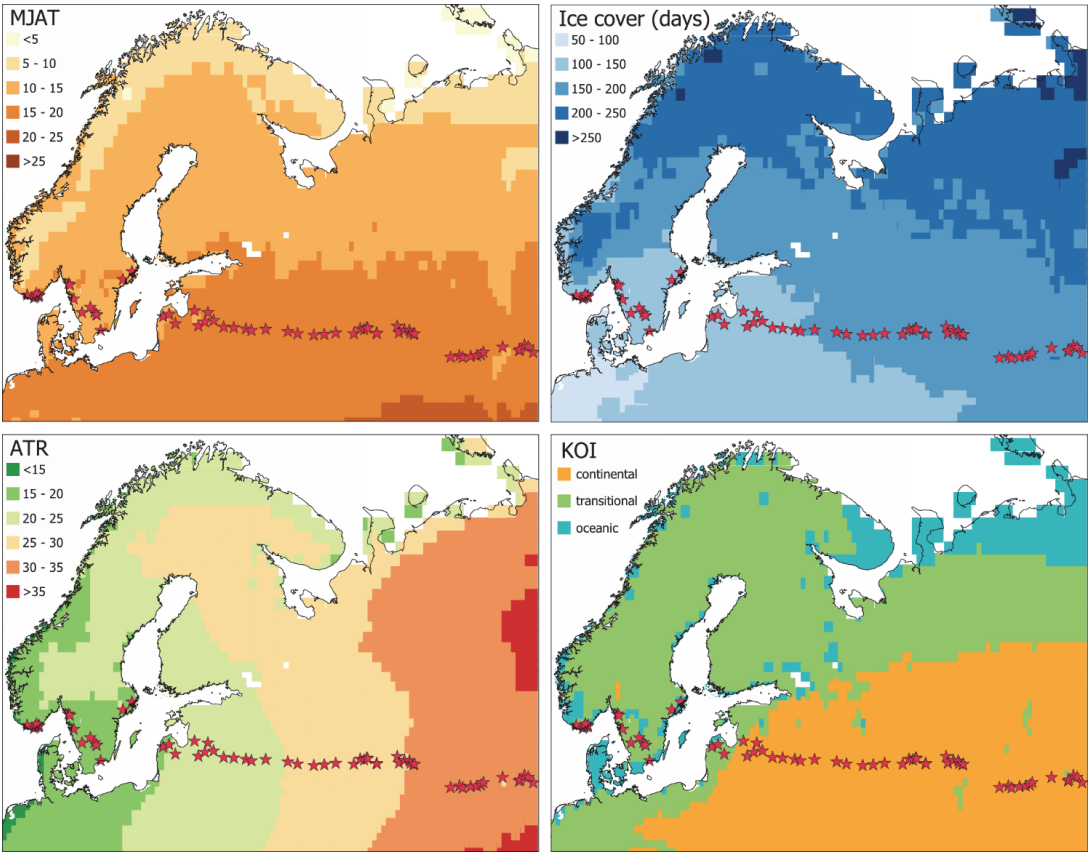 MJAT
<5
5 - 10
10 - 15
15 - 20
20 - 25
>25
Ice cover (days)
50 - 100
100 - 150
150 - 200
200 - 250
>250
ATR
<15
15 - 20
20 - 25
25 - 30
30 - 35
>35
KOI
continental
transitional
oceanic